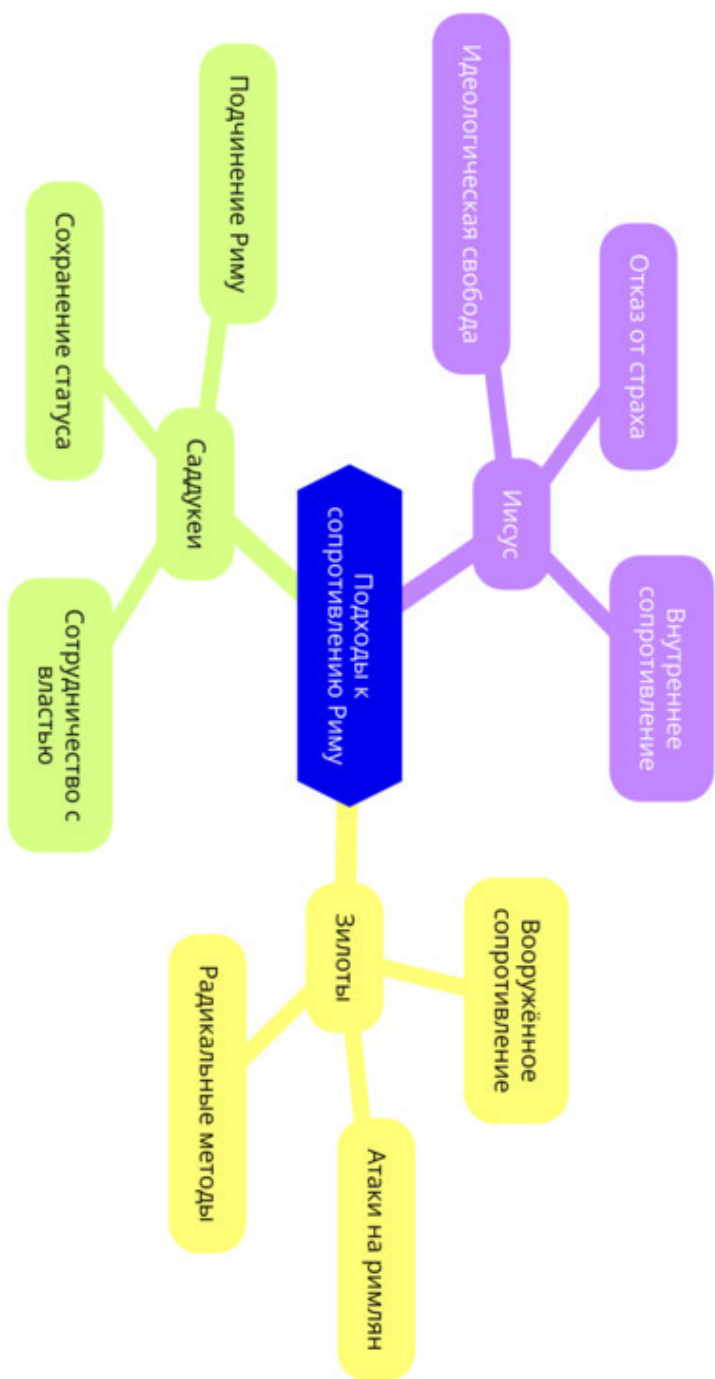 Идеологическая свобода
Отказ от страха
Внутреннее
сопротивление
Иисус
Подходы к
сопротивлению Риму
Саддукеи
Подчинение Риму
Сохранение статуса
Сотрудничество с
властью
Зилоты
Вооружённое
сопротивление
Атаки на римлян
Радикальные методы